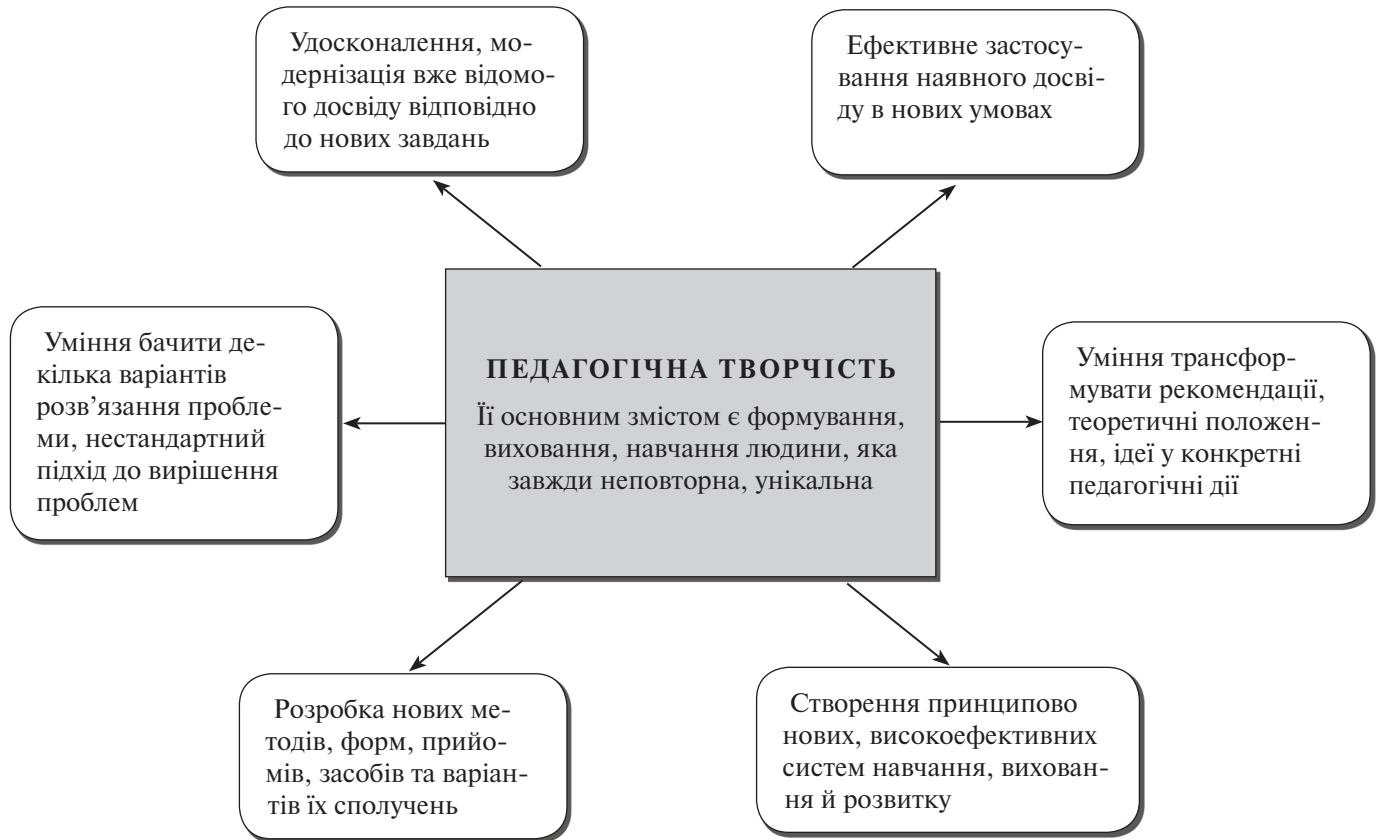 Удосконалення, мо-
дернізація вже відомо-
го досвіду відповідно
до нових завдань
Ефективне застосу-
вання наявного досві-
ду в нових умовах
Уміння бачити де-
кілька варіантів
розв’язання пробле-
ми, нестандартний
підхід до вирішення
проблем
ПЕДАГОГІЧНА ТВОРЧІСТЬ
Її основним змістом є формування,
виховання, навчання людини, яка
завжди неповторна, унікальна
Уміння трансфор-
мувати рекомендації,
теоретичні положен-
ня, ідеї у конкретні
педагогічні дії
Розробка нових ме-
тодів, форм, прийо-
мів, засобів та варіан-
тів їх сполучень
Створення принципово
нових, високоефективних
систем навчання, вихован-
ня й розвитку